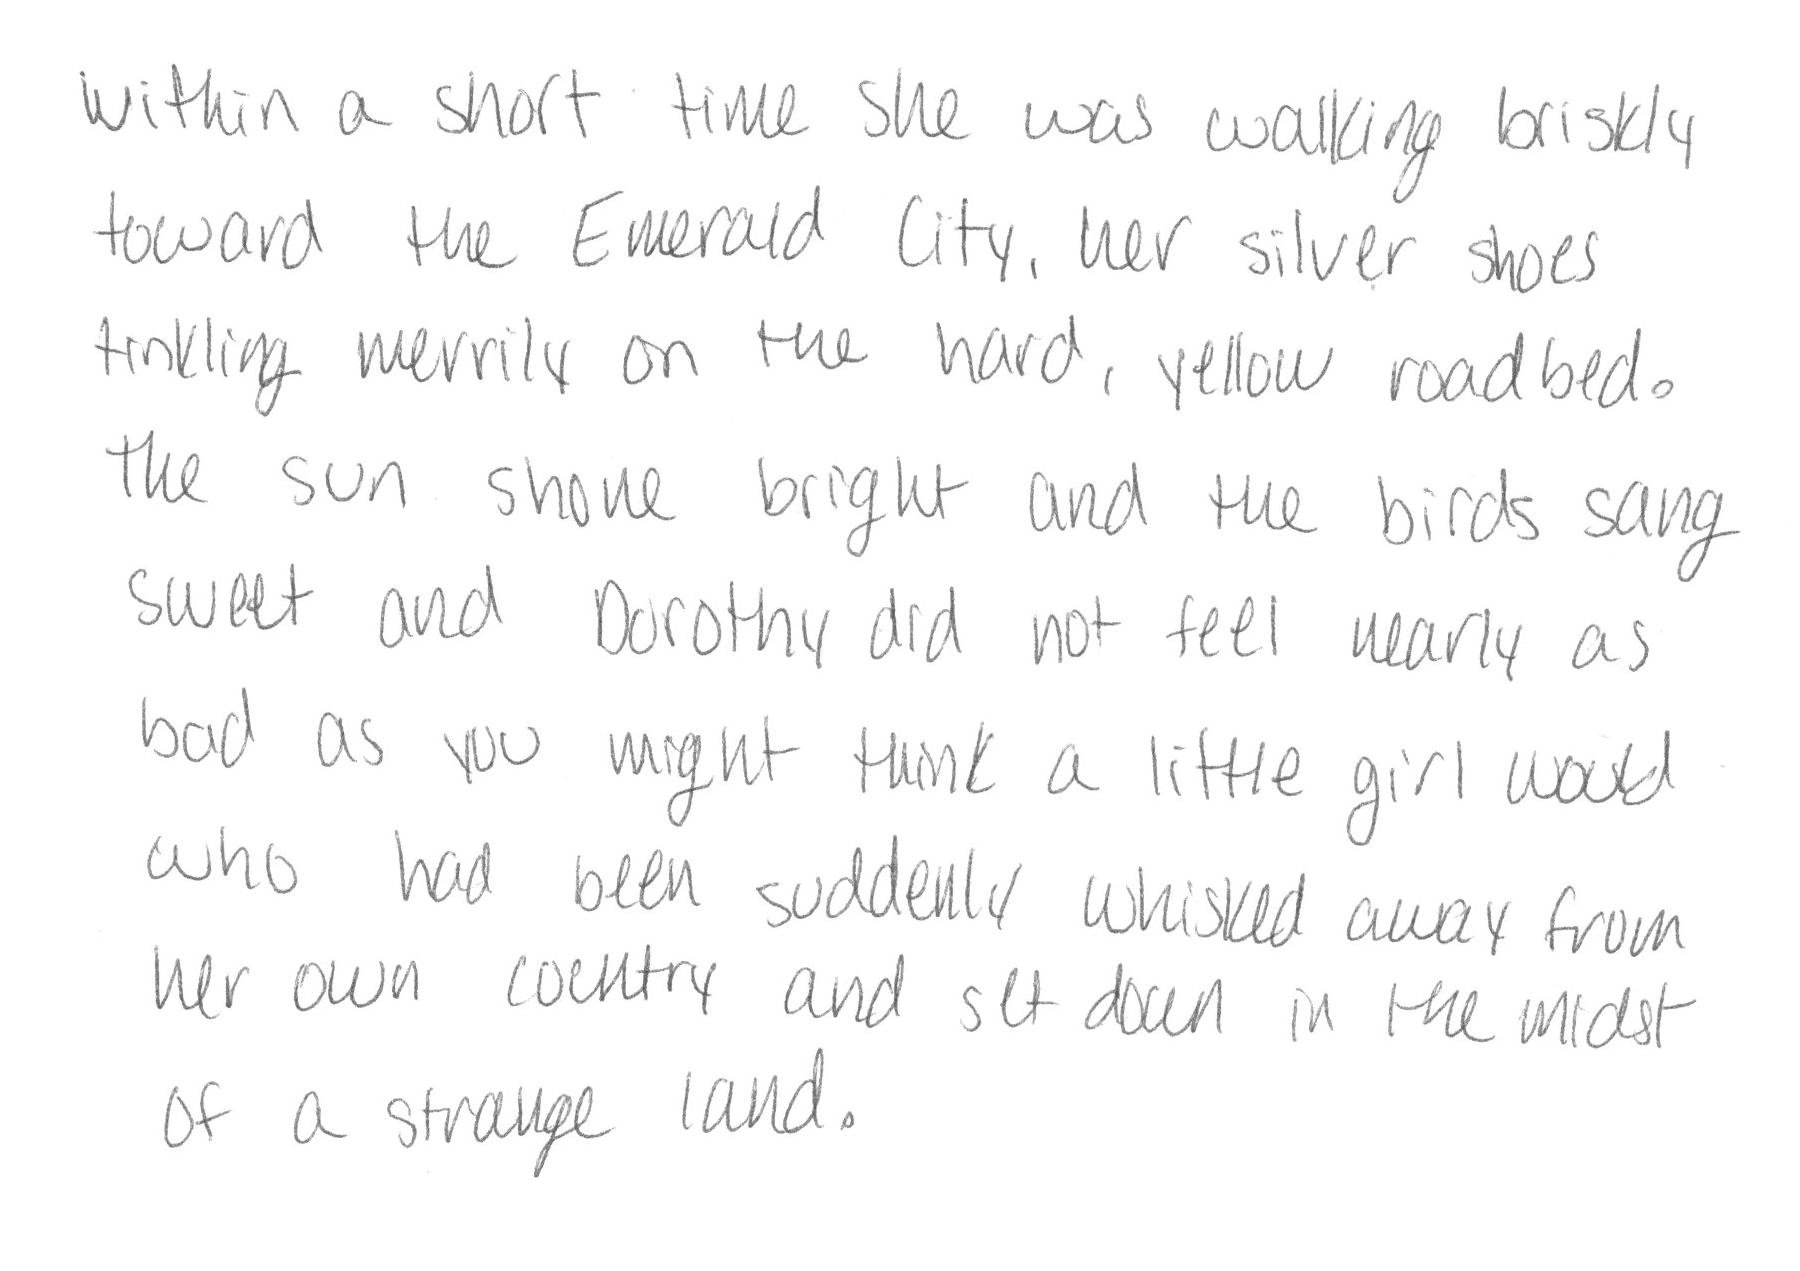 Within a short time she was walking briskly
toward the Emerald City, her silver shoes
tinkling merrily on the hard, yellow roadbed.
The sun shone bright and the birds sang
sweet and Dorothy did not feel nearly as
bad as you might think a little girl would
who had been suddenly whisked away from
her own country and set down in the midst
of a strange land.